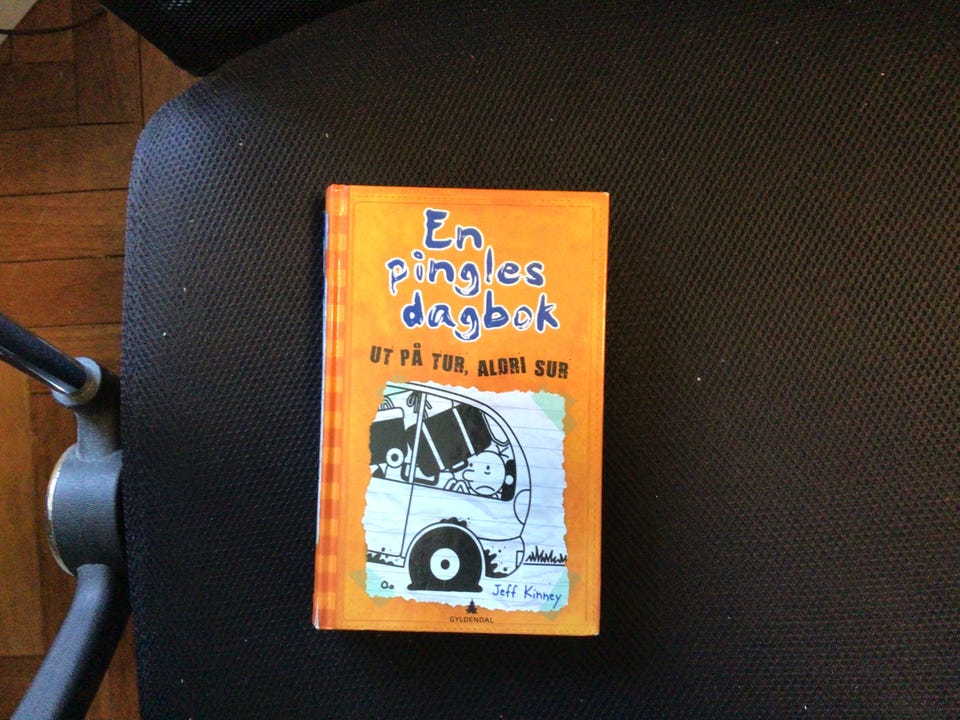 En
pingles
dagbok
UT PÅ TUR, ALDRI SUR
Jeff Kinney
GYLDENDAL